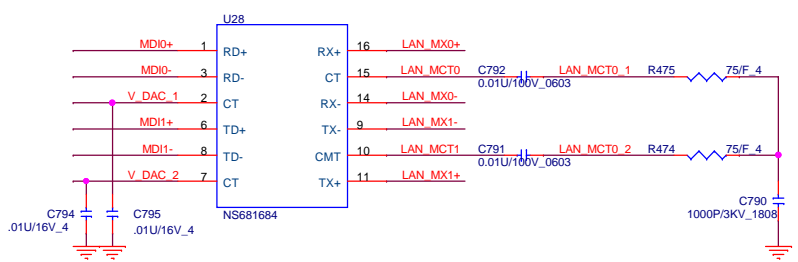 U28
MDI0+ 1 RD+ RX+ 16 LAN_MX0+
MDI0- 3 RD- CT 15 LAN_MCT0 C792 LAN_MCT0_1 R475 75/F_4
0.01U/100V_0603
V_DAC_1 2 CT RX- 14 LAN_MX0-
MDI1+ 6 TD+ TX- 9 LAN_MX1-
MDI1- 8 TD- CMT 10 LAN_MCT1 C791 LAN_MCT0_2 R474 75/F_4
0.01U/100V_0603
V_DAC_2 7 CT TX+ 11 LAN_MX1+
C790
1000P/3KV_1808
C794 C795 NS681684
.01U/16V_4 .01U/16V_4